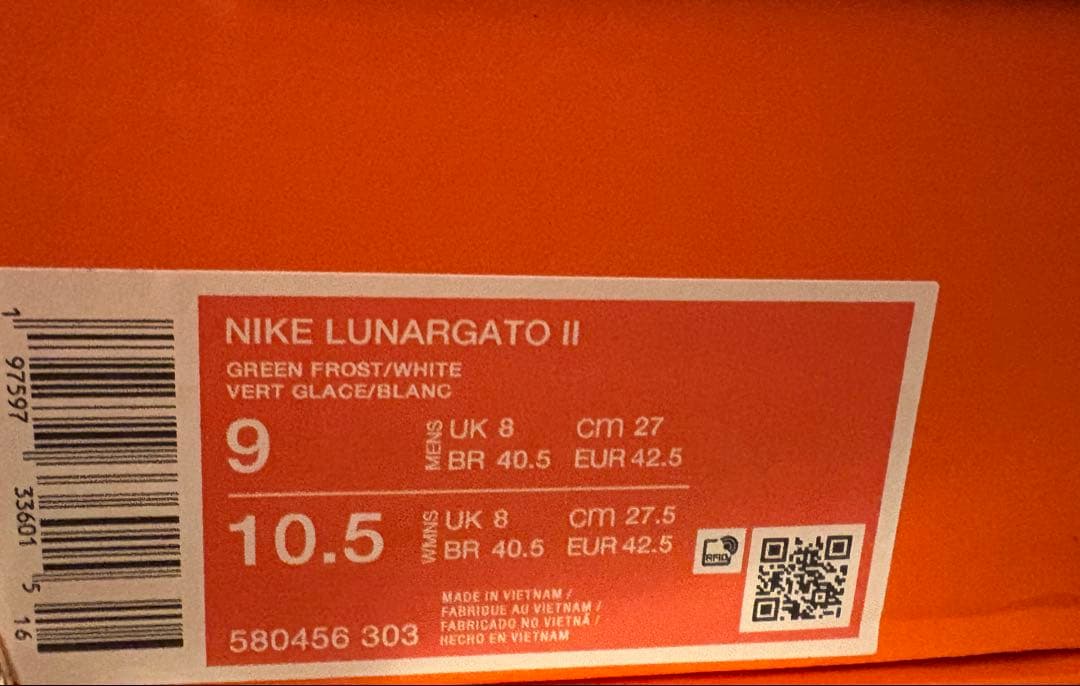 1 97597 33601 5 16
NIKE LUNARGATO II
GREEN FROST/WHITE
VERT GLACE/BLANC
9 MENS UK 8 cm 27
BR 40.5 EUR 42.5
10.5 WMNS UK 8 cm 27.5
BR 40.5 EUR 42.5
RFID
580456 303
MADE IN VIETNAM /
FABRIQUE AU VIETNAM /
FABRICADO NO VIETNÃ /
HECHO EN VIETNAM